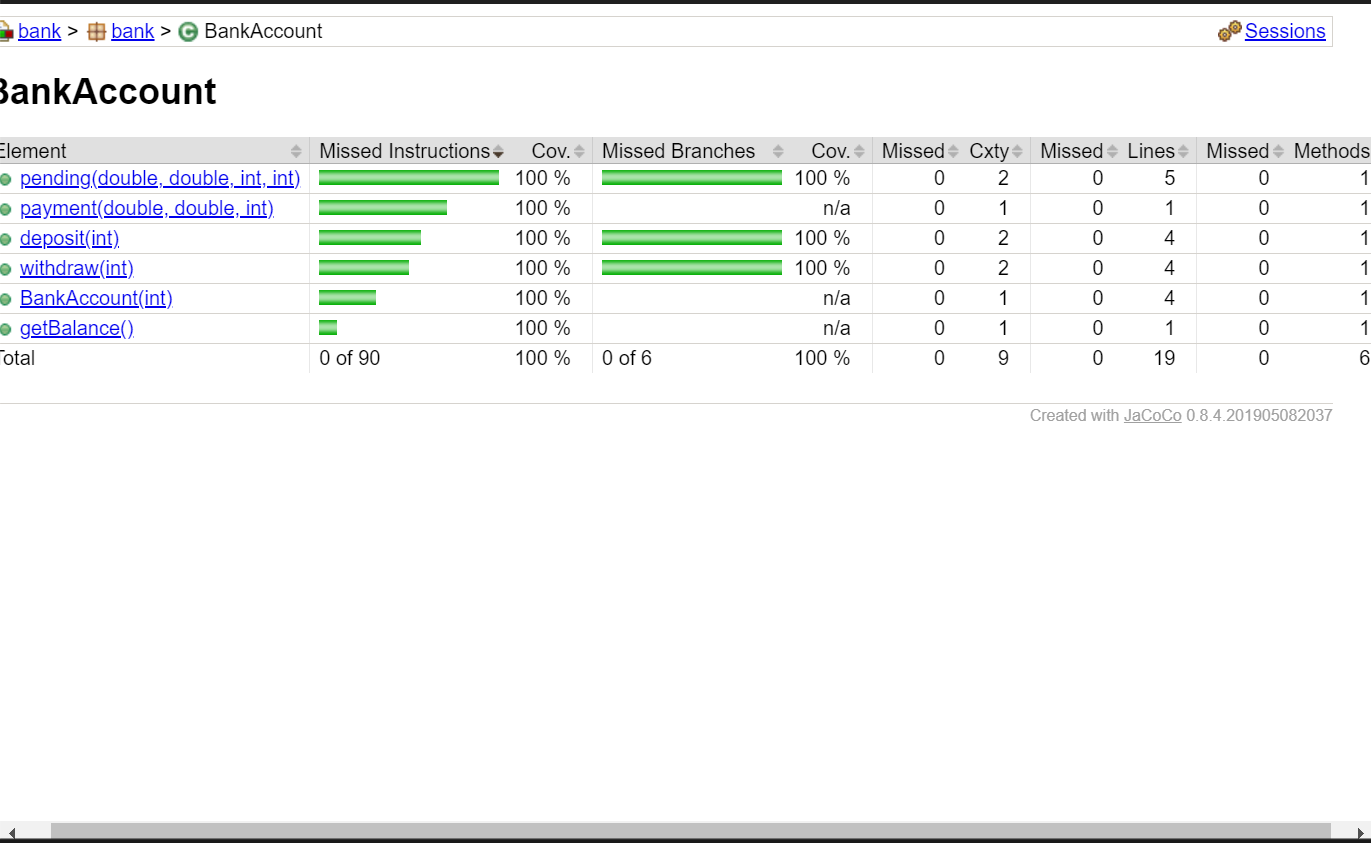 bank > bank > BankAccount Sessions
BankAccount
Element Missed Instructions Cov. Missed Branches Cov. Missed Cxty Missed Lines Missed Methods
pending(double, double, int, int) 100 % 100 % 0 2 0 5 0 1
payment(double, double, int) 100 % n/a 0 1 0 1 0 1
deposit(int) 100 % 100 % 0 2 0 4 0 1
withdraw(int) 100 % 100 % 0 2 0 4 0 1
BankAccount(int) 100 % n/a 0 1 0 4 0 1
getBalance() 100 % n/a 0 1 0 1 0 1
Total 0 of 90 100 % 0 of 6 100 % 0 9 0 19 0 6
Created with JaCoCo 0.8.4.201905082037